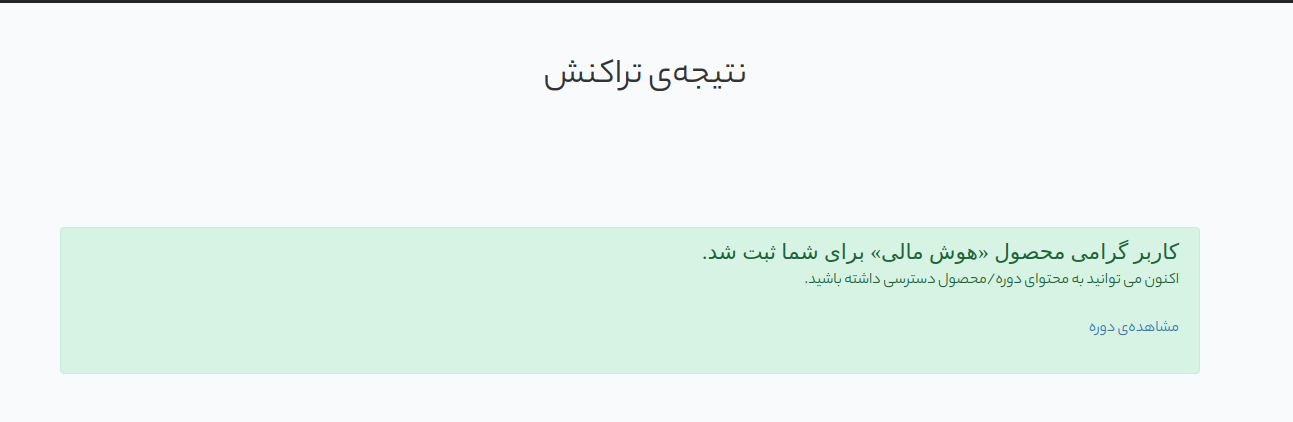 نتیجه‌ی تراکنش
کاربر گرامی محصول «هوش مالی» برای شما ثبت شد.
اکنون می توانید به محتوای دوره/محصول دسترسی داشته باشید.
مشاهده‌ی دوره